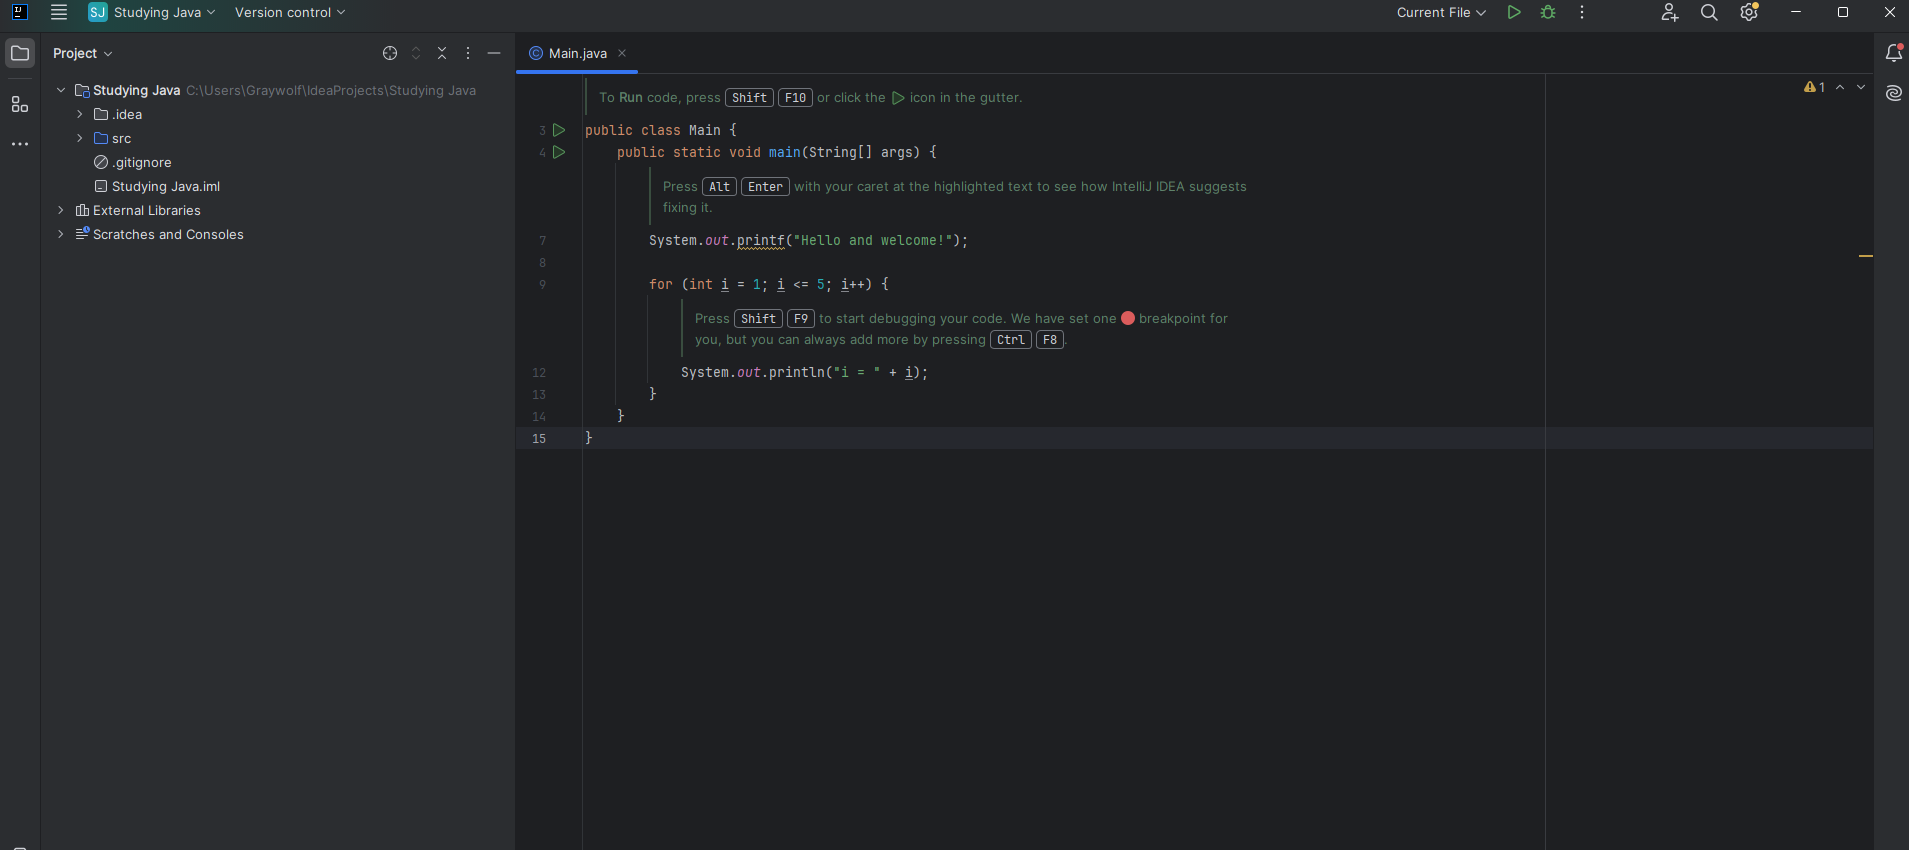 SJ Studying Java Version control Current File
Project
Main.java
Studying Java C:\Users\Graywolf\IdeaProjects\Studying Java
.idea
src
.gitignore
Studying Java.iml
External Libraries
Scratches and Consoles
1
To Run code, press Shift F10 or click the icon in the gutter.
3 public class Main {
4 public static void main(String[] args) {
Press Alt Enter with your caret at the highlighted text to see how IntelliJ IDEA suggests
fixing it.
7 System.out.printf("Hello and welcome!");
8
9 for (int i = 1; i <= 5; i++) {
Press Shift F9 to start debugging your code. We have set one breakpoint for
you, but you can always add more by pressing Ctrl F8.
12 System.out.println("i = " + i);
13 }
14 }
15 }